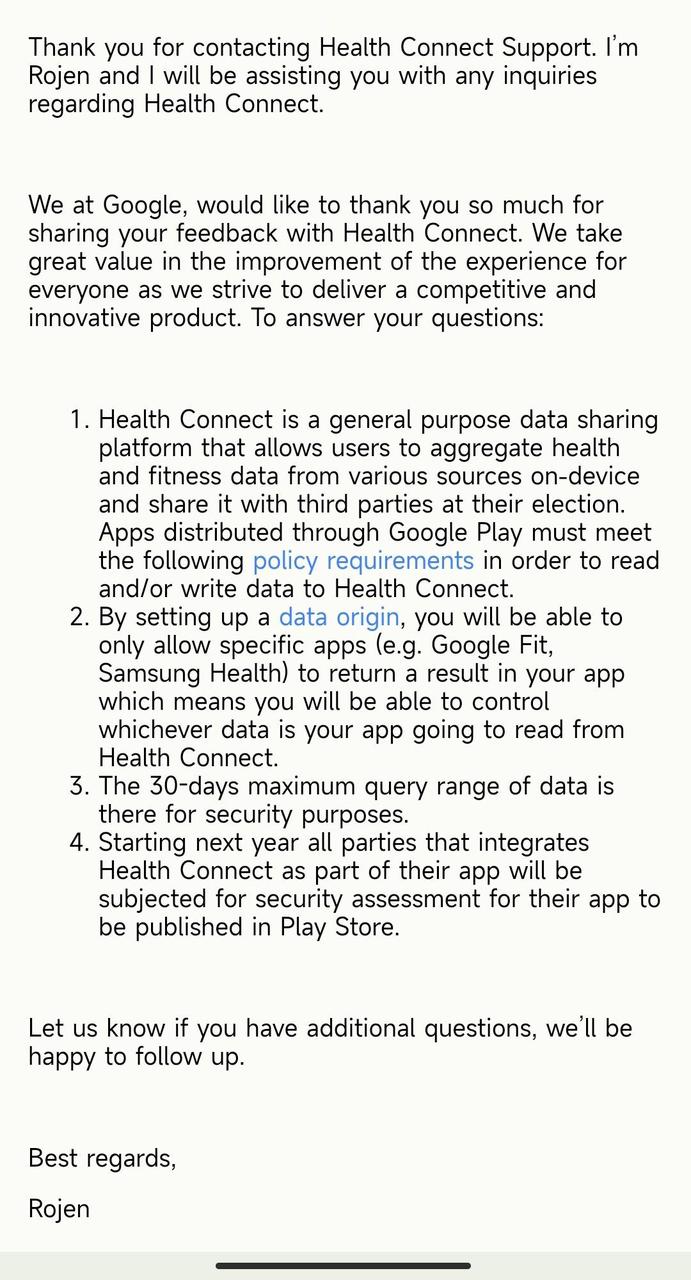 Thank you for contacting Health Connect Support. I'm
Rojen and I will be assisting you with any inquiries
regarding Health Connect.
We at Google, would like to thank you so much for
sharing your feedback with Health Connect. We take
great value in the improvement of the experience for
everyone as we strive to deliver a competitive and
innovative product. To answer your questions:
1. Health Connect is a general purpose data sharing
platform that allows users to aggregate health
and fitness data from various sources on-device
and share it with third parties at their election.
Apps distributed through Google Play must meet
the following policy requirements in order to read
and/or write data to Health Connect.
2. By setting up a data origin, you will be able to
only allow specific apps (e.g. Google Fit,
Samsung Health) to return a result in your app
which means you will be able to control
whichever data is your app going to read from
Health Connect.
3. The 30-days maximum query range of data is
there for security purposes.
4. Starting next year all parties that integrates
Health Connect as part of their app will be
subjected for security assessment for their app to
be published in Play Store.
Let us know if you have additional questions, we'll be
happy to follow up.
Best regards,
Rojen